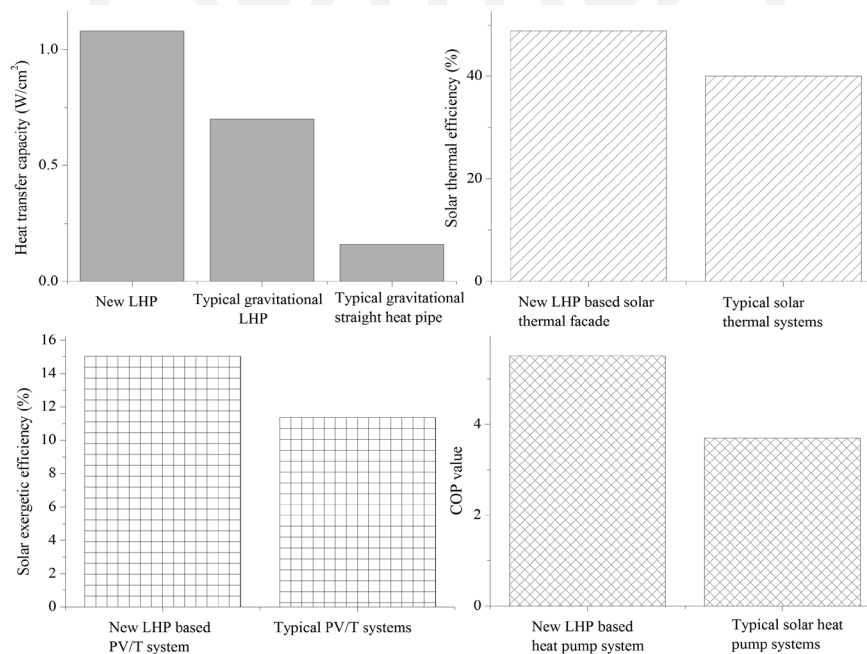 Heat transfer capacity (W/cm²)
1.0
0.5
0.0
New LHP
Typical gravitational
LHP
Typical gravitational
straight heat pipe
Solar thermal efficiency (%)
40
20
0
New LHP based solar
thermal facade
Typical solar
thermal systems
Solar exergetic efficiency (%)
16
14
12
10
8
6
4
2
0
New LHP based
PV/T system
Typical PV/T systems
COP value
4
2
0
New LHP based
heat pump system
Typical solar heat
pump systems